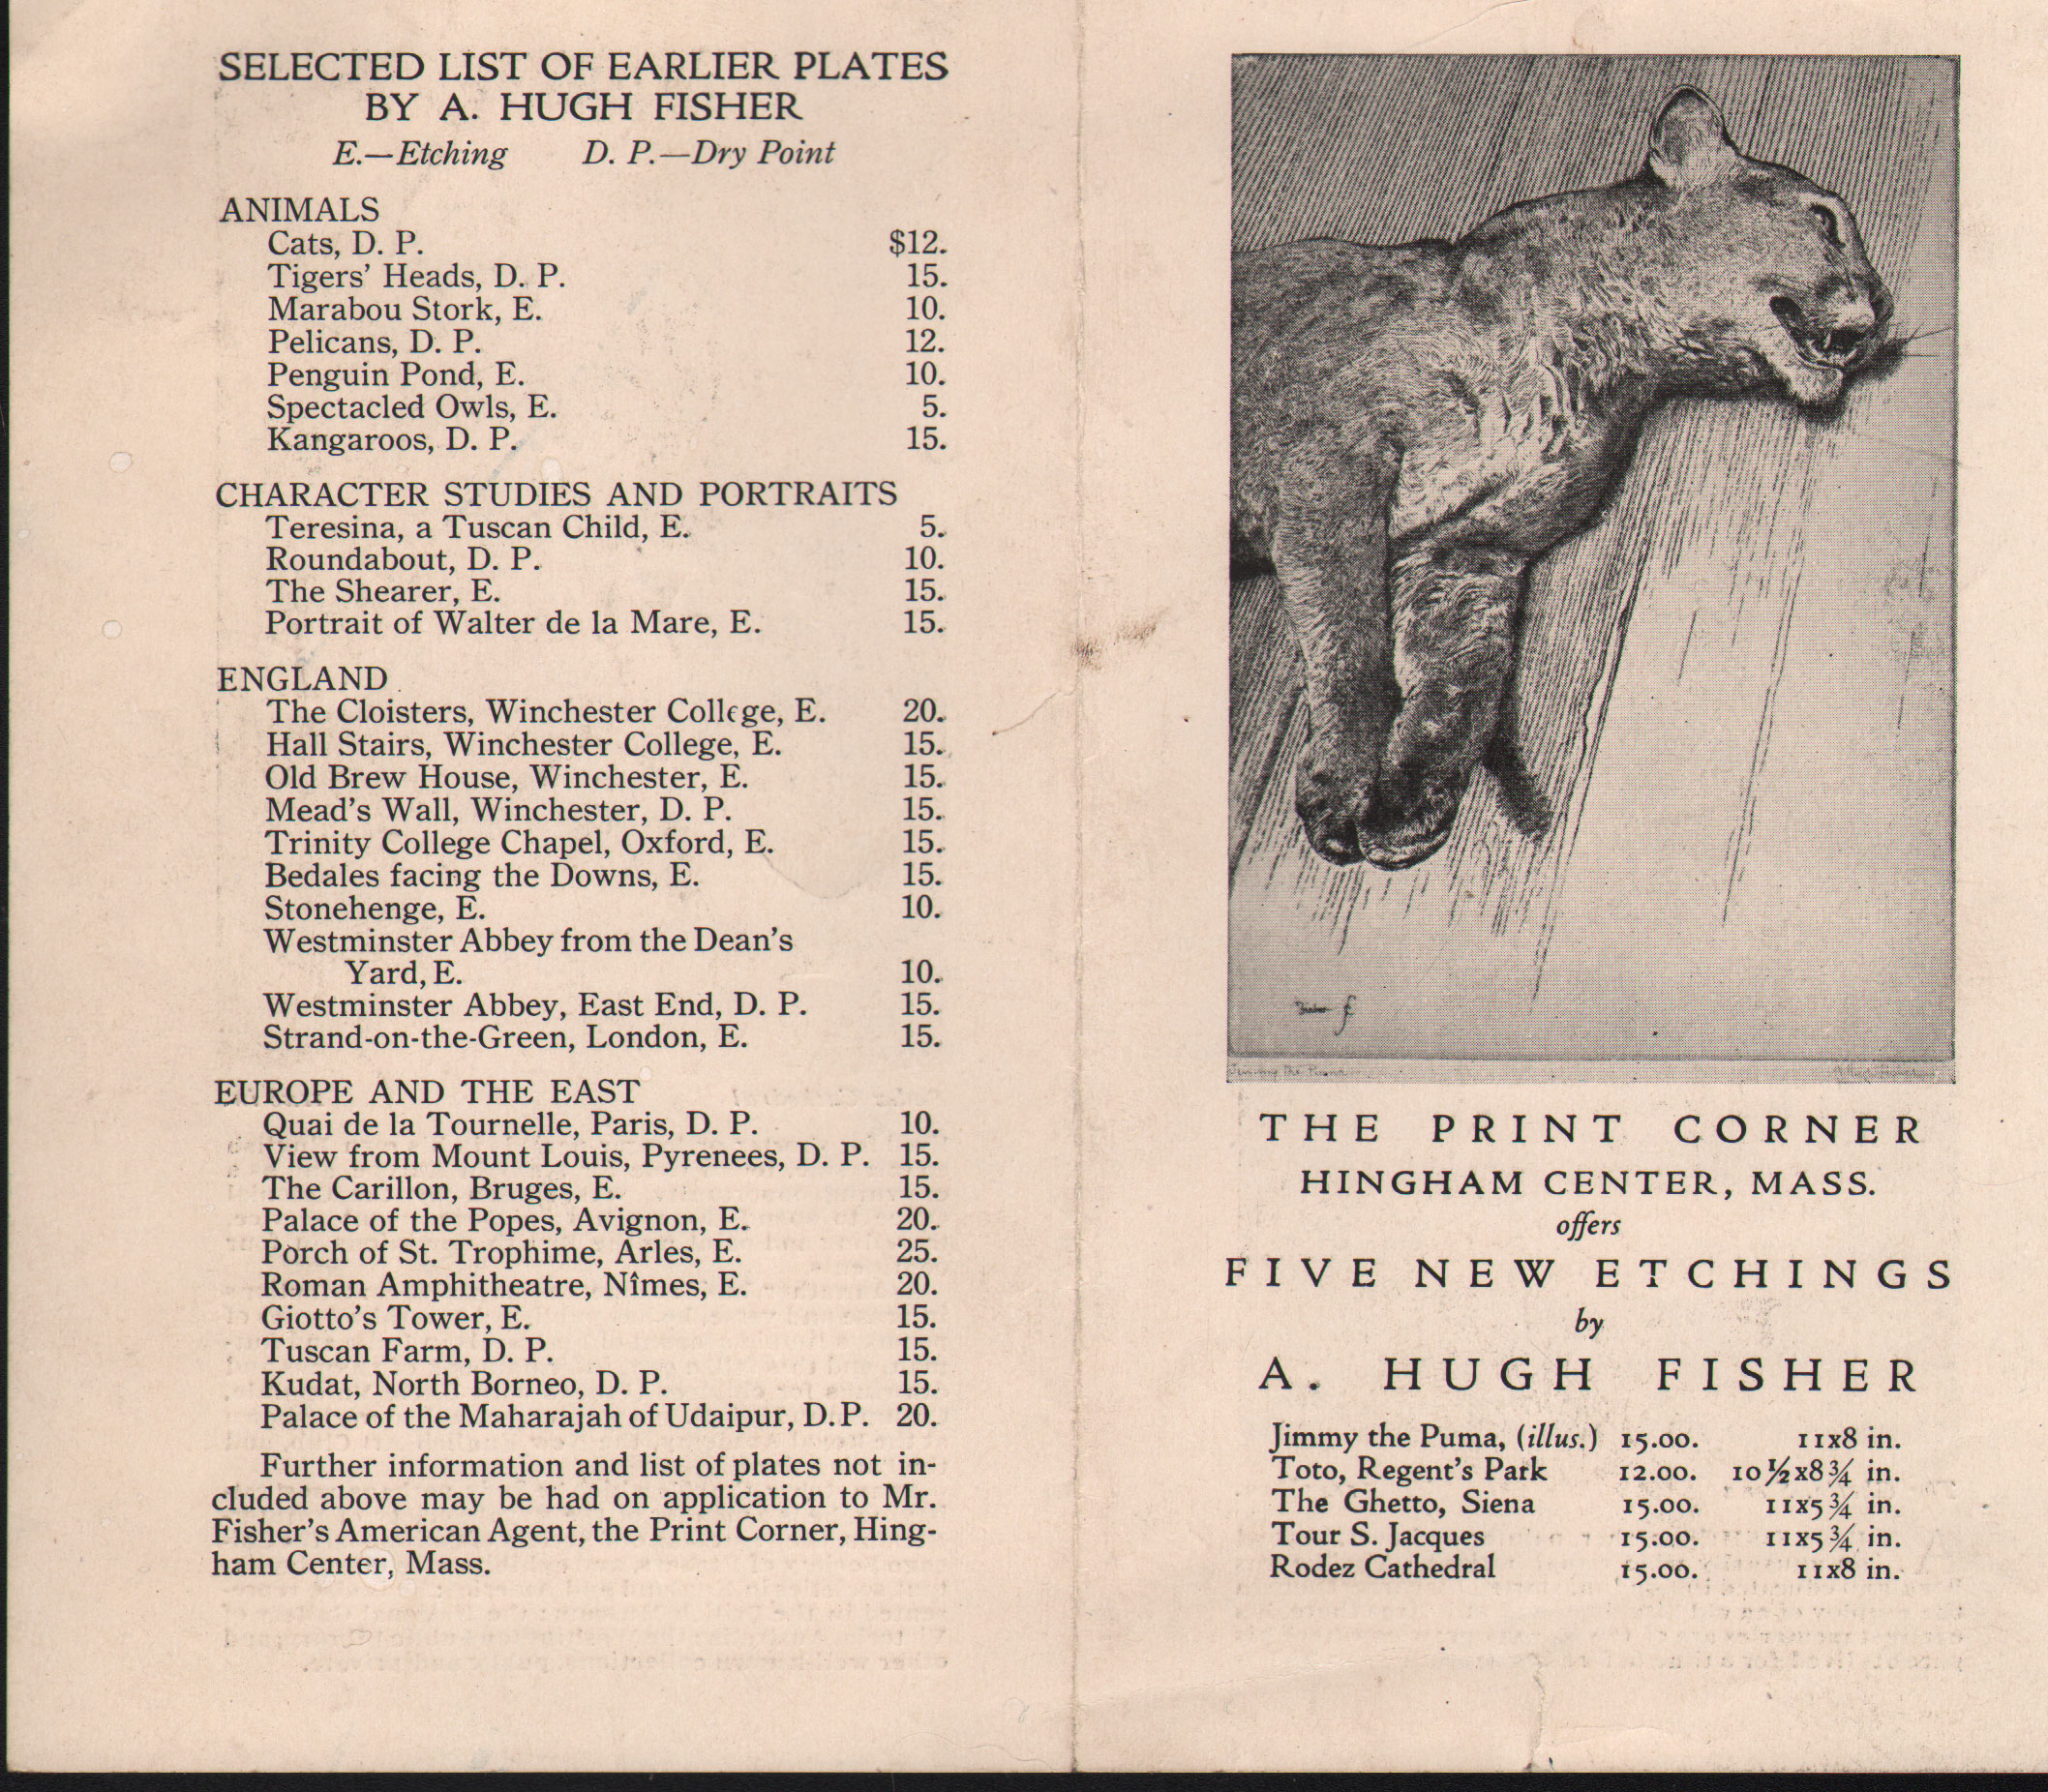 SELECTED LIST OF EARLIER PLATES
BY A. HUGH FISHER
E.—Etching D. P.—Dry Point
ANIMALS
Cats, D. P. $12.
Tigers' Heads, D. P. 15.
Marabou Stork, E. 10.
Pelicans, D. P. 12.
Penguin Pond, E. 10.
Spectacled Owls, E. 5.
Kangaroos, D. P. 15.
CHARACTER STUDIES AND PORTRAITS
Teresina, a Tuscan Child, E. 5.
Roundabout, D. P. 10.
The Shearer, E. 15.
Portrait of Walter de la Mare, E. 15.
ENGLAND
The Cloisters, Winchester College, E. 20.
Hall Stairs, Winchester College, E. 15.
Old Brew House, Winchester, E. 15.
Mead's Wall, Winchester, D. P. 15.
Trinity College Chapel, Oxford, E. 15.
Bedales facing the Downs, E. 15.
Stonehenge, E. 10.
Westminster Abbey from the Dean's
Yard, E. 10.
Westminster Abbey, East End, D. P. 15.
Strand-on-the-Green, London, E. 15.
EUROPE AND THE EAST
Quai de la Tournelle, Paris, D. P. 10.
View from Mount Louis, Pyrenees, D. P. 15.
The Carillon, Bruges, E. 15.
Palace of the Popes, Avignon, E. 20.
Porch of St. Trophime, Arles, E. 25.
Roman Amphitheatre, Nîmes, E. 20.
Giotto's Tower, E. 15.
Tuscan Farm, D. P. 15.
Kudat, North Borneo, D. P. 15.
Palace of the Maharajah of Udaipur, D. P. 20.
Further information and list of plates not in-
cluded above may be had on application to Mr.
Fisher's American Agent, the Print Corner, Hing-
ham Center, Mass.
Jimmy the Puma
THE PRINT CORNER
HINGHAM CENTER, MASS.
offers
FIVE NEW ETCHINGS
by
A. HUGH FISHER
Jimmy the Puma, (illus.) 15.00. 11x8 in.
Toto, Regent's Park 12.00. 10½x8¾ in.
The Ghetto, Siena 15.00. 11x5¾ in.
Tour S. Jacques 15.00. 11x5¾ in.
Rodez Cathedral 15.00. 11x8 in.